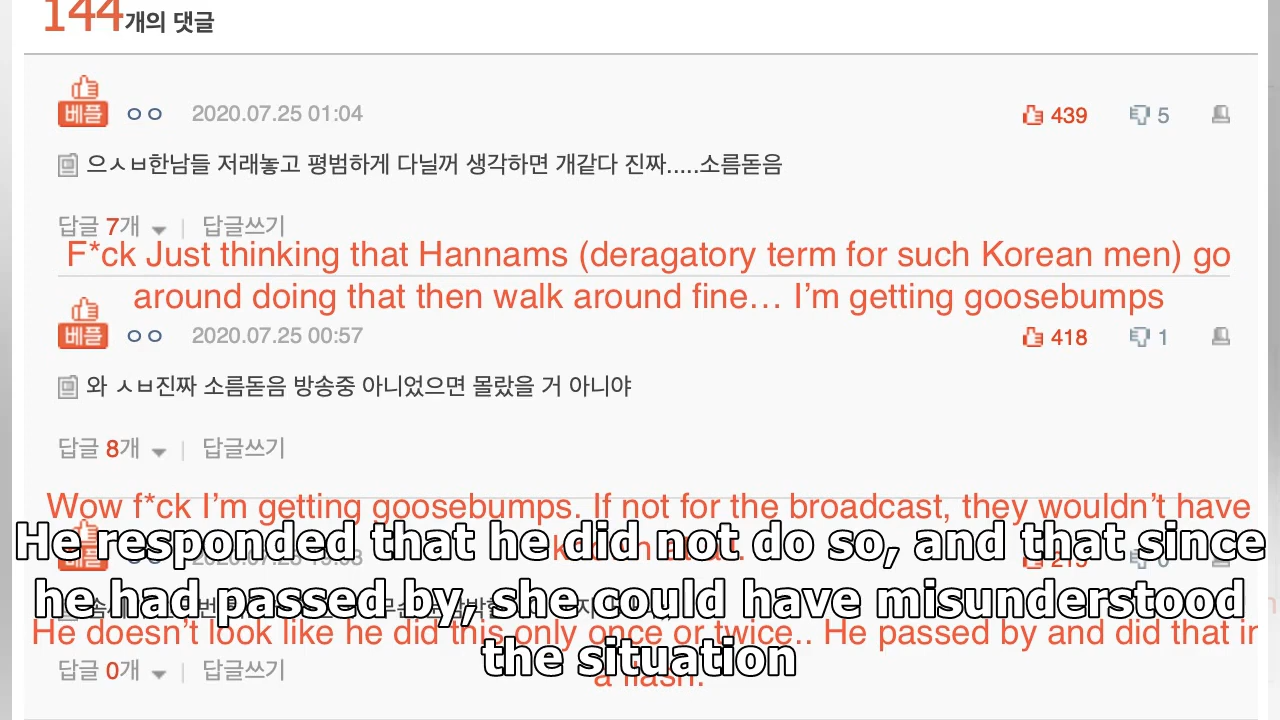 144개의 댓글
베플 ㅇㅇ 2020.07.25 01:04 439 5
으ㅅㅂ한남들 저래놓고 평범하게 다닐꺼 생각하면 개같다 진짜.....소름돋음
답글 7개 | 답글쓰기
F*ck Just thinking that Hannams (deragatory term for such Korean men) go
around doing that then walk around fine… I'm getting goosebumps
베플 ㅇㅇ 2020.07.25 00:57 418 1
와 ㅅㅂ진짜 소름돋음 방송중 아니었으면 몰랐을 거 아니야
답글 8개 | 답글쓰기
Wow f*ck I'm getting goosebumps. If not for the broadcast, they wouldn't have
He responded that he did not do so, and that since
he had passed by, she could have misunderstood
the situation
He doesn't look like he did this only once or twice.. He passed by and did that in
a flash.
답글 0개 | 답글쓰기